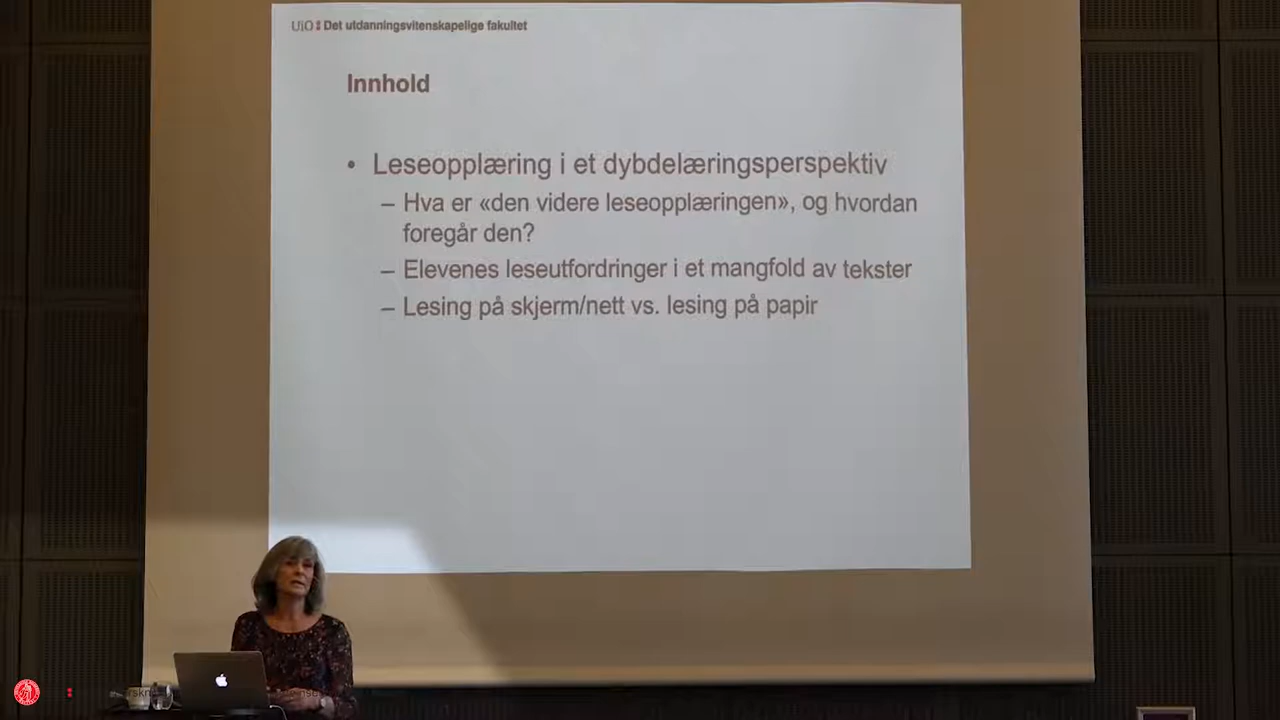 UiO Det utdanningsvitenskapelige fakultet
Innhold
• Leseopplæring i et dybdelæringsperspektiv
– Hva er «den videre leseopplæringen», og hvordan
foregår den?
– Elevenes leseutfordringer i et mangfold av tekster
– Lesing på skjerm/nett vs. lesing på papir